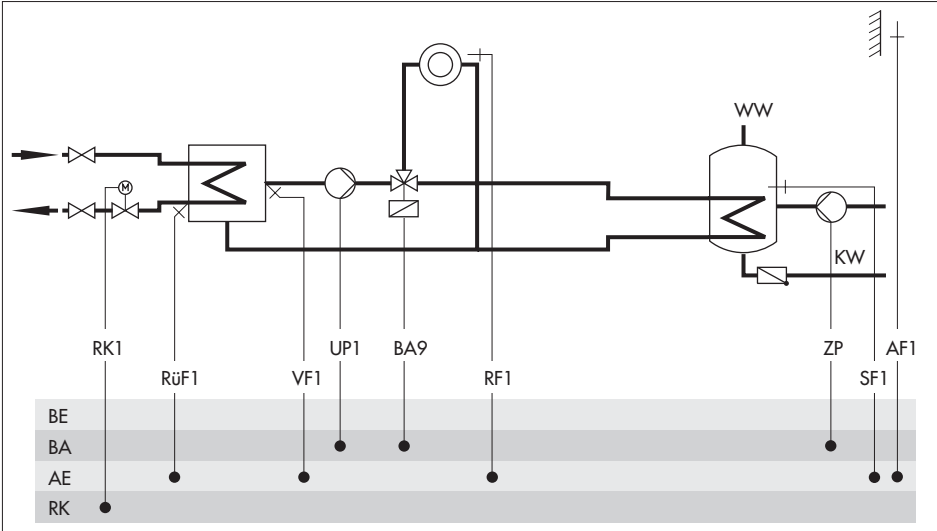 M
WW
KW
RK1 UP1 BA9 ZP AF1
RüF1 VF1 RF1 SF1
BE
BA
AE
RK